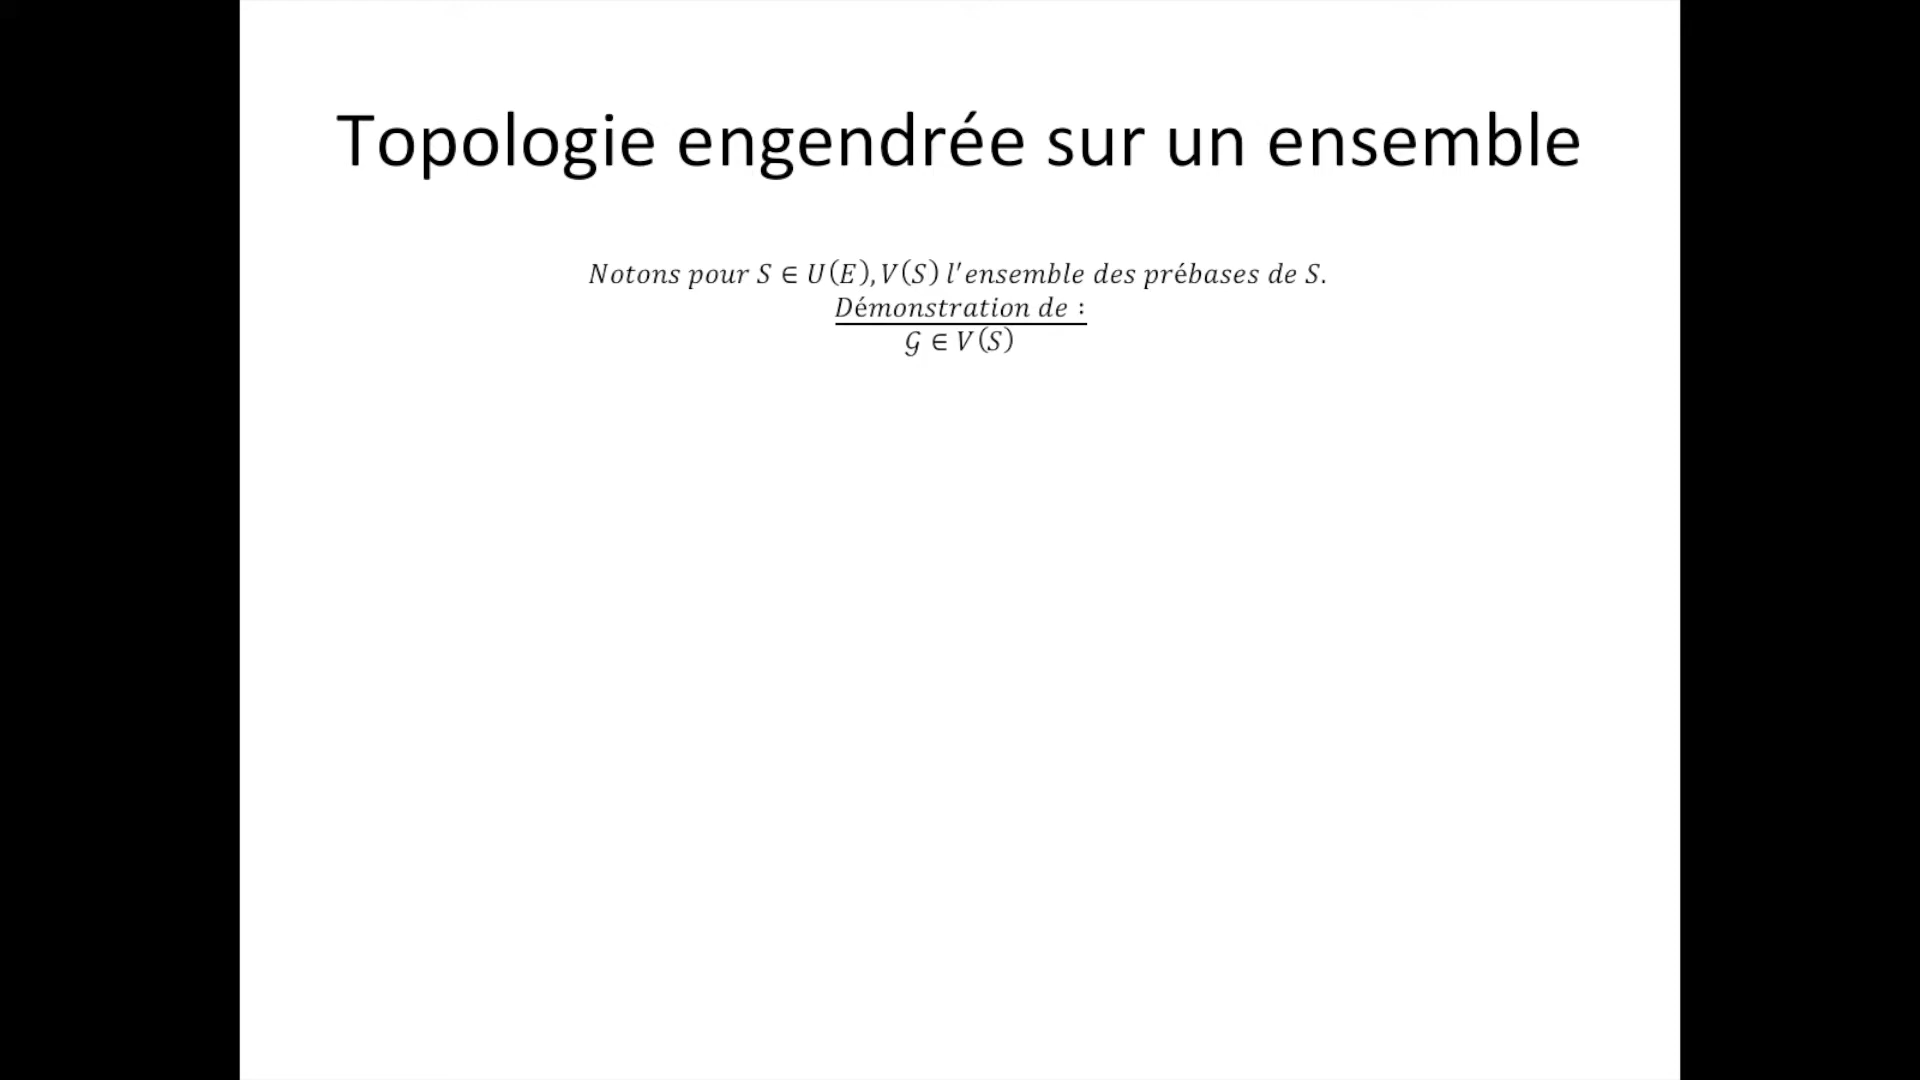 Topologie engendrée sur un ensemble
Notons pour S ∈ U(E), V(S) l'ensemble des prébases de S.
Démonstration de :
𝒢 ∈ V(S)